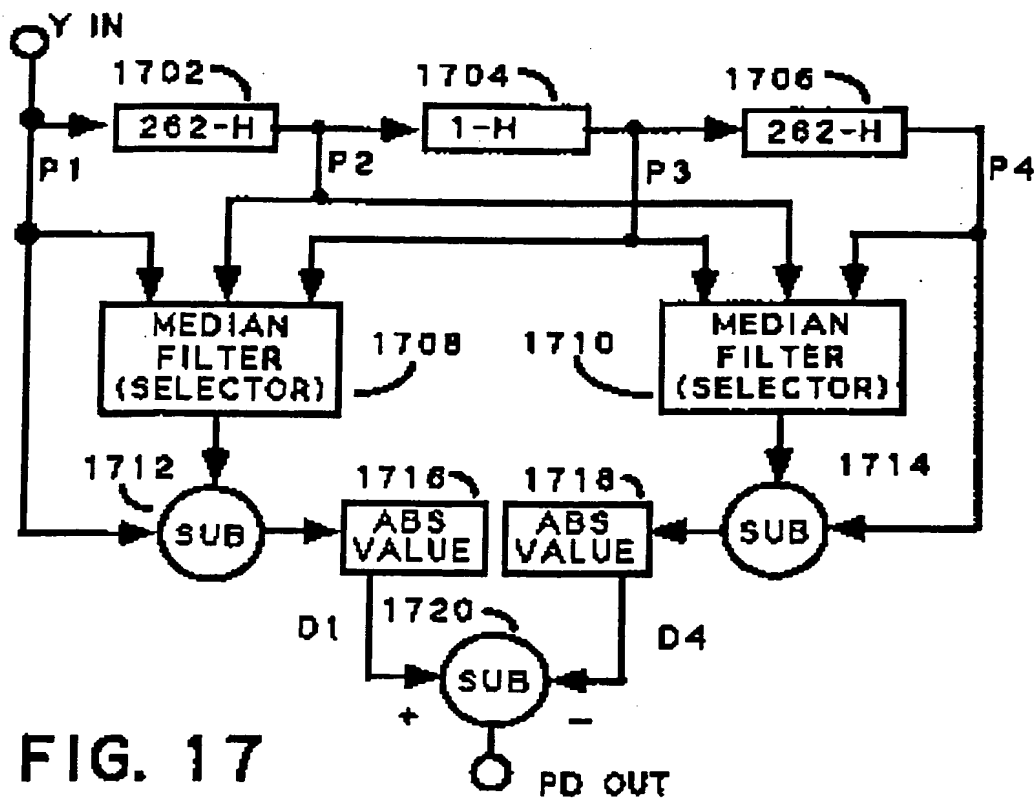 Y IN
1702
1704
1706
262-H
1-H
262-H
P1
P2
P3
P4
MEDIAN
FILTER
(SELECTOR)
1708
1710
MEDIAN
FILTER
(SELECTOR)
1712
1716
1718
1714
SUB
ABS
VALUE
ABS
VALUE
SUB
D1
1720
D4
SUB
+
−
FIG. 17
PD OUT